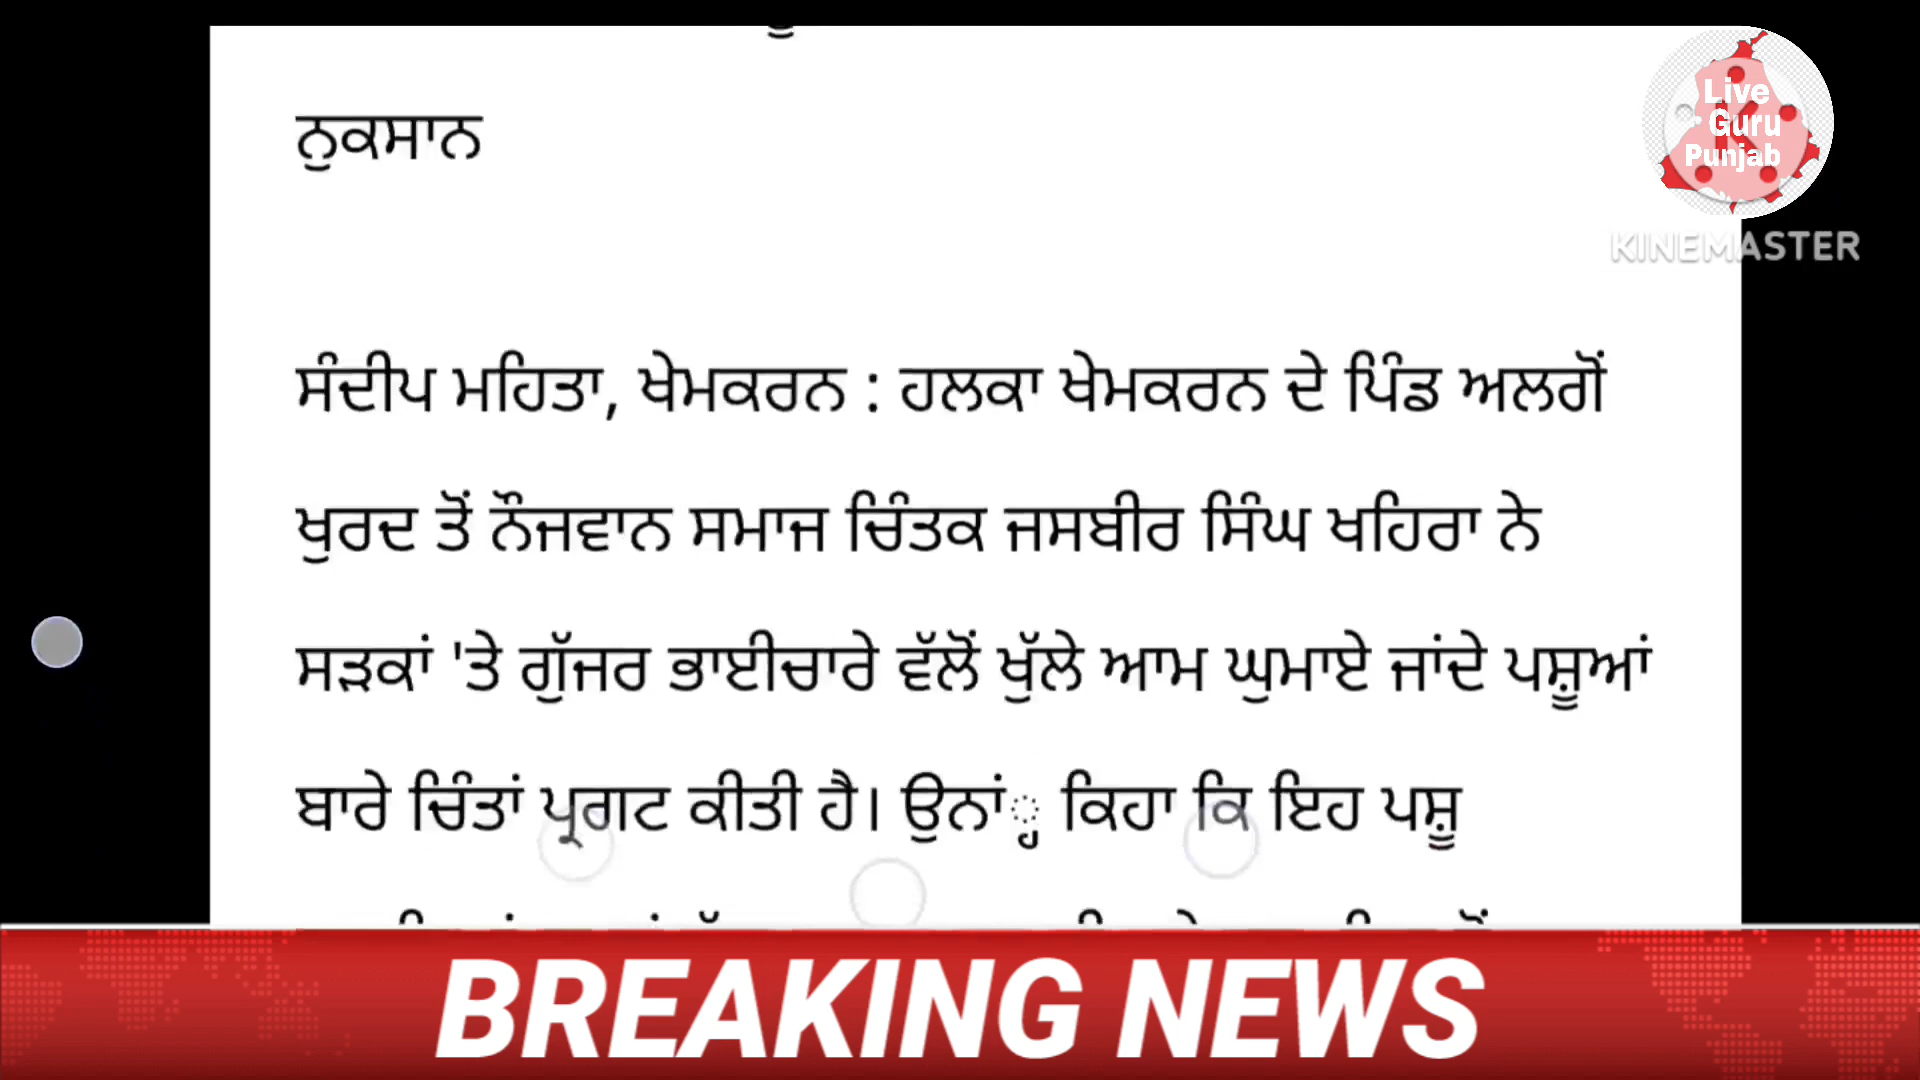 ਨੁਕਸਾਨ
Live
Guru
Punjab
KINEMASTER
ਸੰਦੀਪ ਮਹਿਤਾ, ਖੇਮਕਰਨ : ਹਲਕਾ ਖੇਮਕਰਨ ਦੇ ਪਿੰਡ ਅਲਗੋਂ
ਖੁਰਦ ਤੋਂ ਨੌਜਵਾਨ ਸਮਾਜ ਚਿੰਤਕ ਜਸਬੀਰ ਸਿੰਘ ਖਹਿਰਾ ਨੇ
ਸੜਕਾਂ 'ਤੇ ਗੁੱਜਰ ਭਾਈਚਾਰੇ ਵੱਲੋਂ ਖੁੱਲੇ ਆਮ ਘੁਮਾਏ ਜਾਂਦੇ ਪਸ਼ੂਆਂ
ਬਾਰੇ ਚਿੰਤਾਂ ਪ੍ਰਗਟ ਕੀਤੀ ਹੈ। ਉਨਾਂ੍ਹ ਕਿਹਾ ਕਿ ਇਹ ਪਸ਼ੂ
BREAKING NEWS